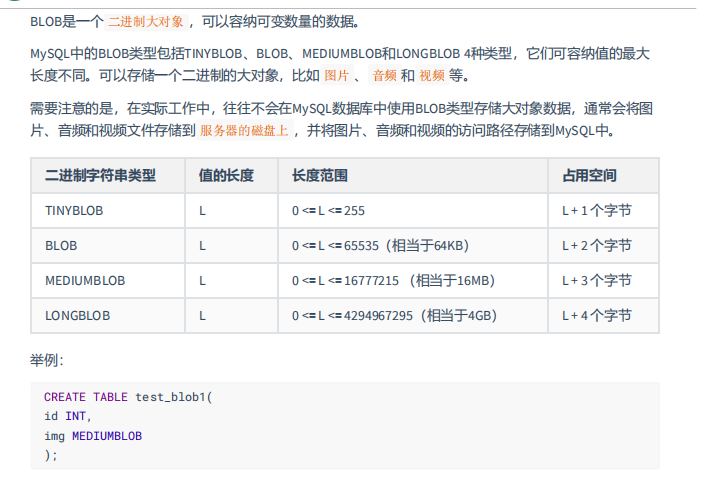 BLOB是一个 二进制大对象 ，可以容纳可变数量的数据。
MySQL中的BLOB类型包括TINYBLOB、BLOB、MEDIUMBLOB和LONGBLOB 4种类型，它们可容纳值的最大
长度不同。可以存储一个二进制的大对象，比如 图片 、 音频 和 视频 等。
需要注意的是，在实际工作中，往往不会在MySQL数据库中使用BLOB类型存储大对象数据，通常会将图
片、音频和视频文件存储到 服务器的磁盘上 ，并将图片、音频和视频的访问路径存储到MySQL中。
二进制字符串类型 值的长度 长度范围 占用空间
TINYBLOB L 0 <= L <= 255 L + 1 个字节
BLOB L 0 <= L <= 65535（相当于64KB） L + 2 个字节
MEDIUMBLOB L 0 <= L <= 16777215 （相当于16MB） L + 3 个字节
LONGBLOB L 0 <= L <= 4294967295（相当于4GB） L + 4 个字节
举例：
CREATE TABLE test_blob1(
id INT,
img MEDIUMBLOB
);